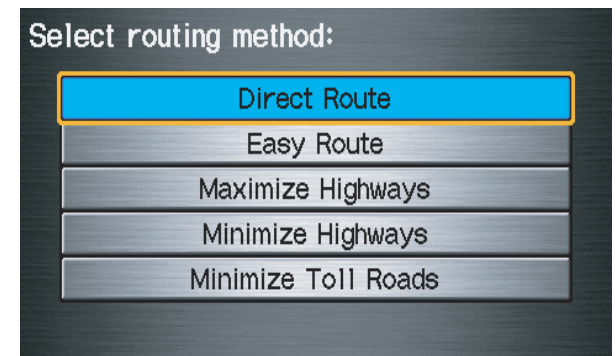 Select routing method:
Direct Route
Easy Route
Maximize Highways
Minimize Highways
Minimize Toll Roads